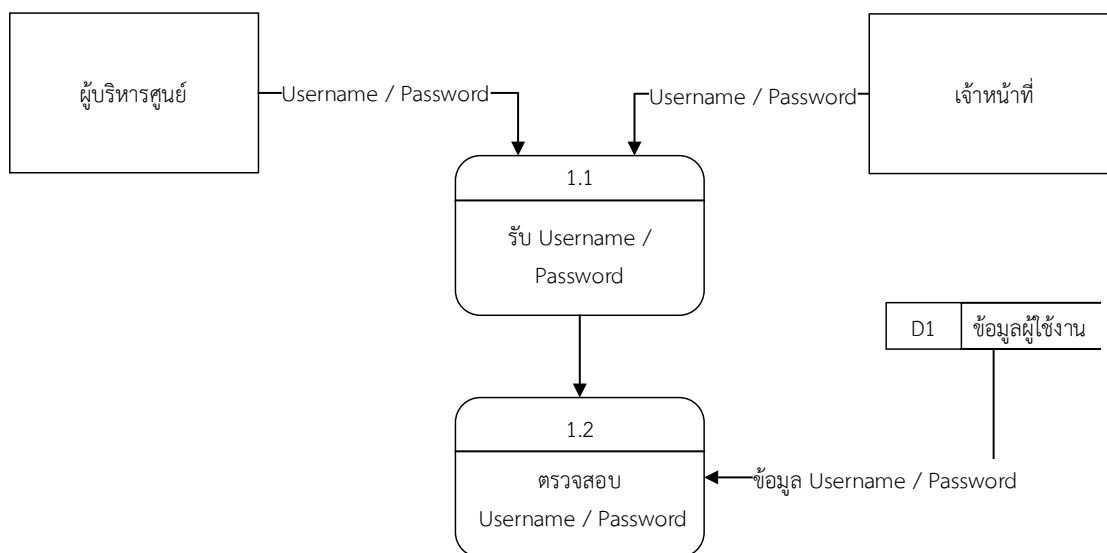 ผู้บริหารศูนย์
Username / Password
Username / Password
เจ้าหน้าที่
1.1
รับ Username /
Password
D1
ข้อมูลผู้ใช้งาน
1.2
ตรวจสอบ
Username / Password
ข้อมูล Username / Password